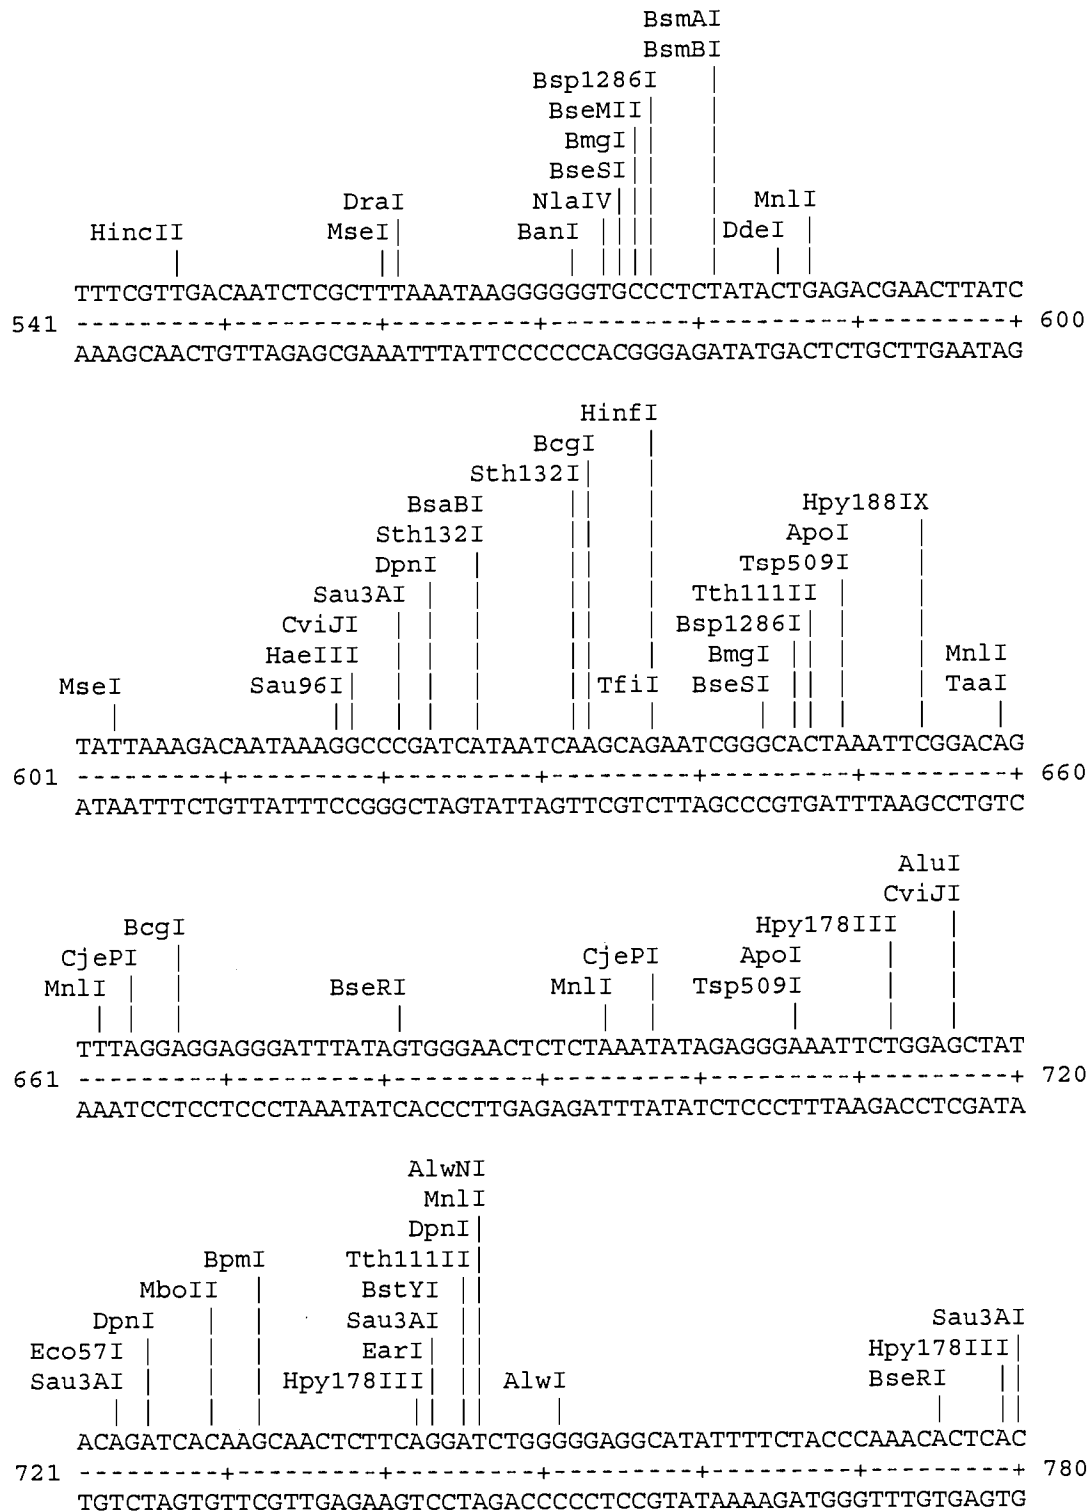 BsmAI
BsmBI
Bsp1286I
BseMII
BmgI
BseSI
DraI NlaIV MnlI
HincII MseI BanI DdeI
TTTCGTTGACAATCTCGCTTTAAATAAGGGGGGTGCCCTCTATACTGAGACGAACTTATC
541 ---------+---------+---------+---------+---------+---------+ 600
AAAGCAACTGTTAGAGCGAAATTTATTCCCCCCACGGGAGATATGACTCTGCTTGAATAG
HinfI
BcgI
Sth132I
BsaBI Hpy188IX
Sth132I ApoI
DpnI Tsp509I
Sau3AI Tth111II
CviJI Bsp1286I
HaeIII BmgI MnlI
MseI Sau96I TfiI BseSI TaaI
TATTAAAGACAATAAAGGCCCGATCATAATCAAGCAGAATCGGGCACTAAATTCGGACAG
601 ---------+---------+---------+---------+---------+---------+ 660
ATAATTTCTGTTATTTCCGGGCTAGTATTAGTTCGTCTTAGCCCGTGATTTAAGCCTGTC
AluI
CviJI
BcgI Hpy178III
CjePI CjePI ApoI
MnlI BseRI MnlI Tsp509I
TTTAGGAGGAGGGATTTATAGTGGGAACTCTCTAAATATAGAGGGAAATTCTGGAGCTAT
661 ---------+---------+---------+---------+---------+---------+ 720
AAATCCTCCTCCCTAAATATCACCCTTGAGAGATTTATATCTCCCTTTAAGACCTCGATA
AlwNI
MnlI
DpnI
BpmI Tth111II
MboII BstYI
DpnI Sau3AI Sau3AI
Eco57I EarI Hpy178III
Sau3AI Hpy178III AlwI BseRI
ACAGATCACAAGCAACTCTTCAGGATCTGGGGGAGGCATATTTTCTACCCAAACACTCAC
721 ---------+---------+---------+---------+---------+---------+ 780
TGTCTAGTGTTCGTTGAGAAGTCCTAGACCCCCTCCGTATAAAAGATGGGTTTGTGAGTG